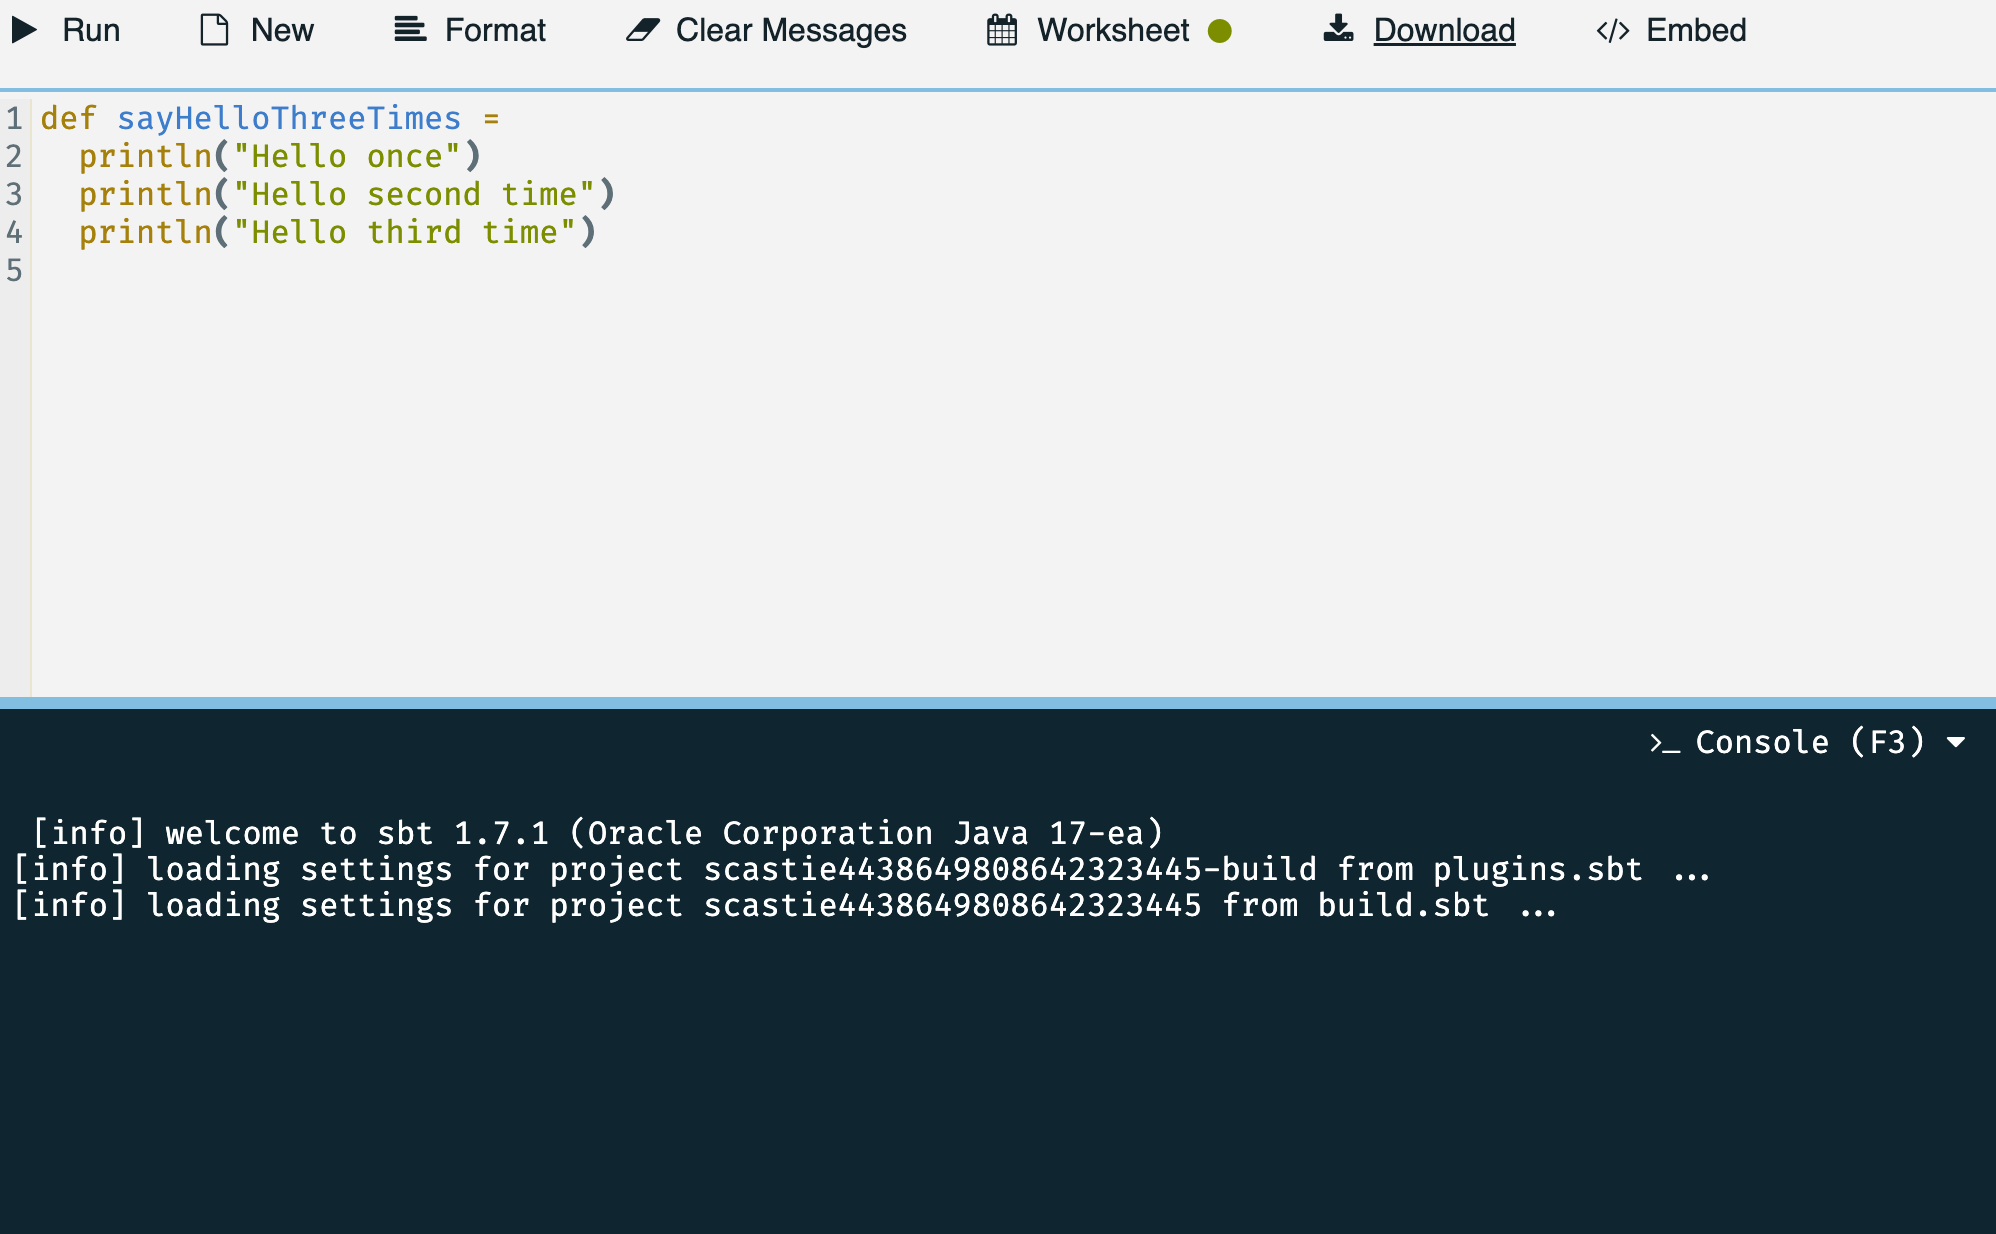 Run New Format Clear Messages Worksheet Download </> Embed
1 def sayHelloThreeTimes =
2   println("Hello once")
3   println("Hello second time")
4   println("Hello third time")
5
>_ Console (F3)
[info] welcome to sbt 1.7.1 (Oracle Corporation Java 17-ea)
[info] loading settings for project scastie4438649808642323445-build from plugins.sbt ...
[info] loading settings for project scastie4438649808642323445 from build.sbt ...